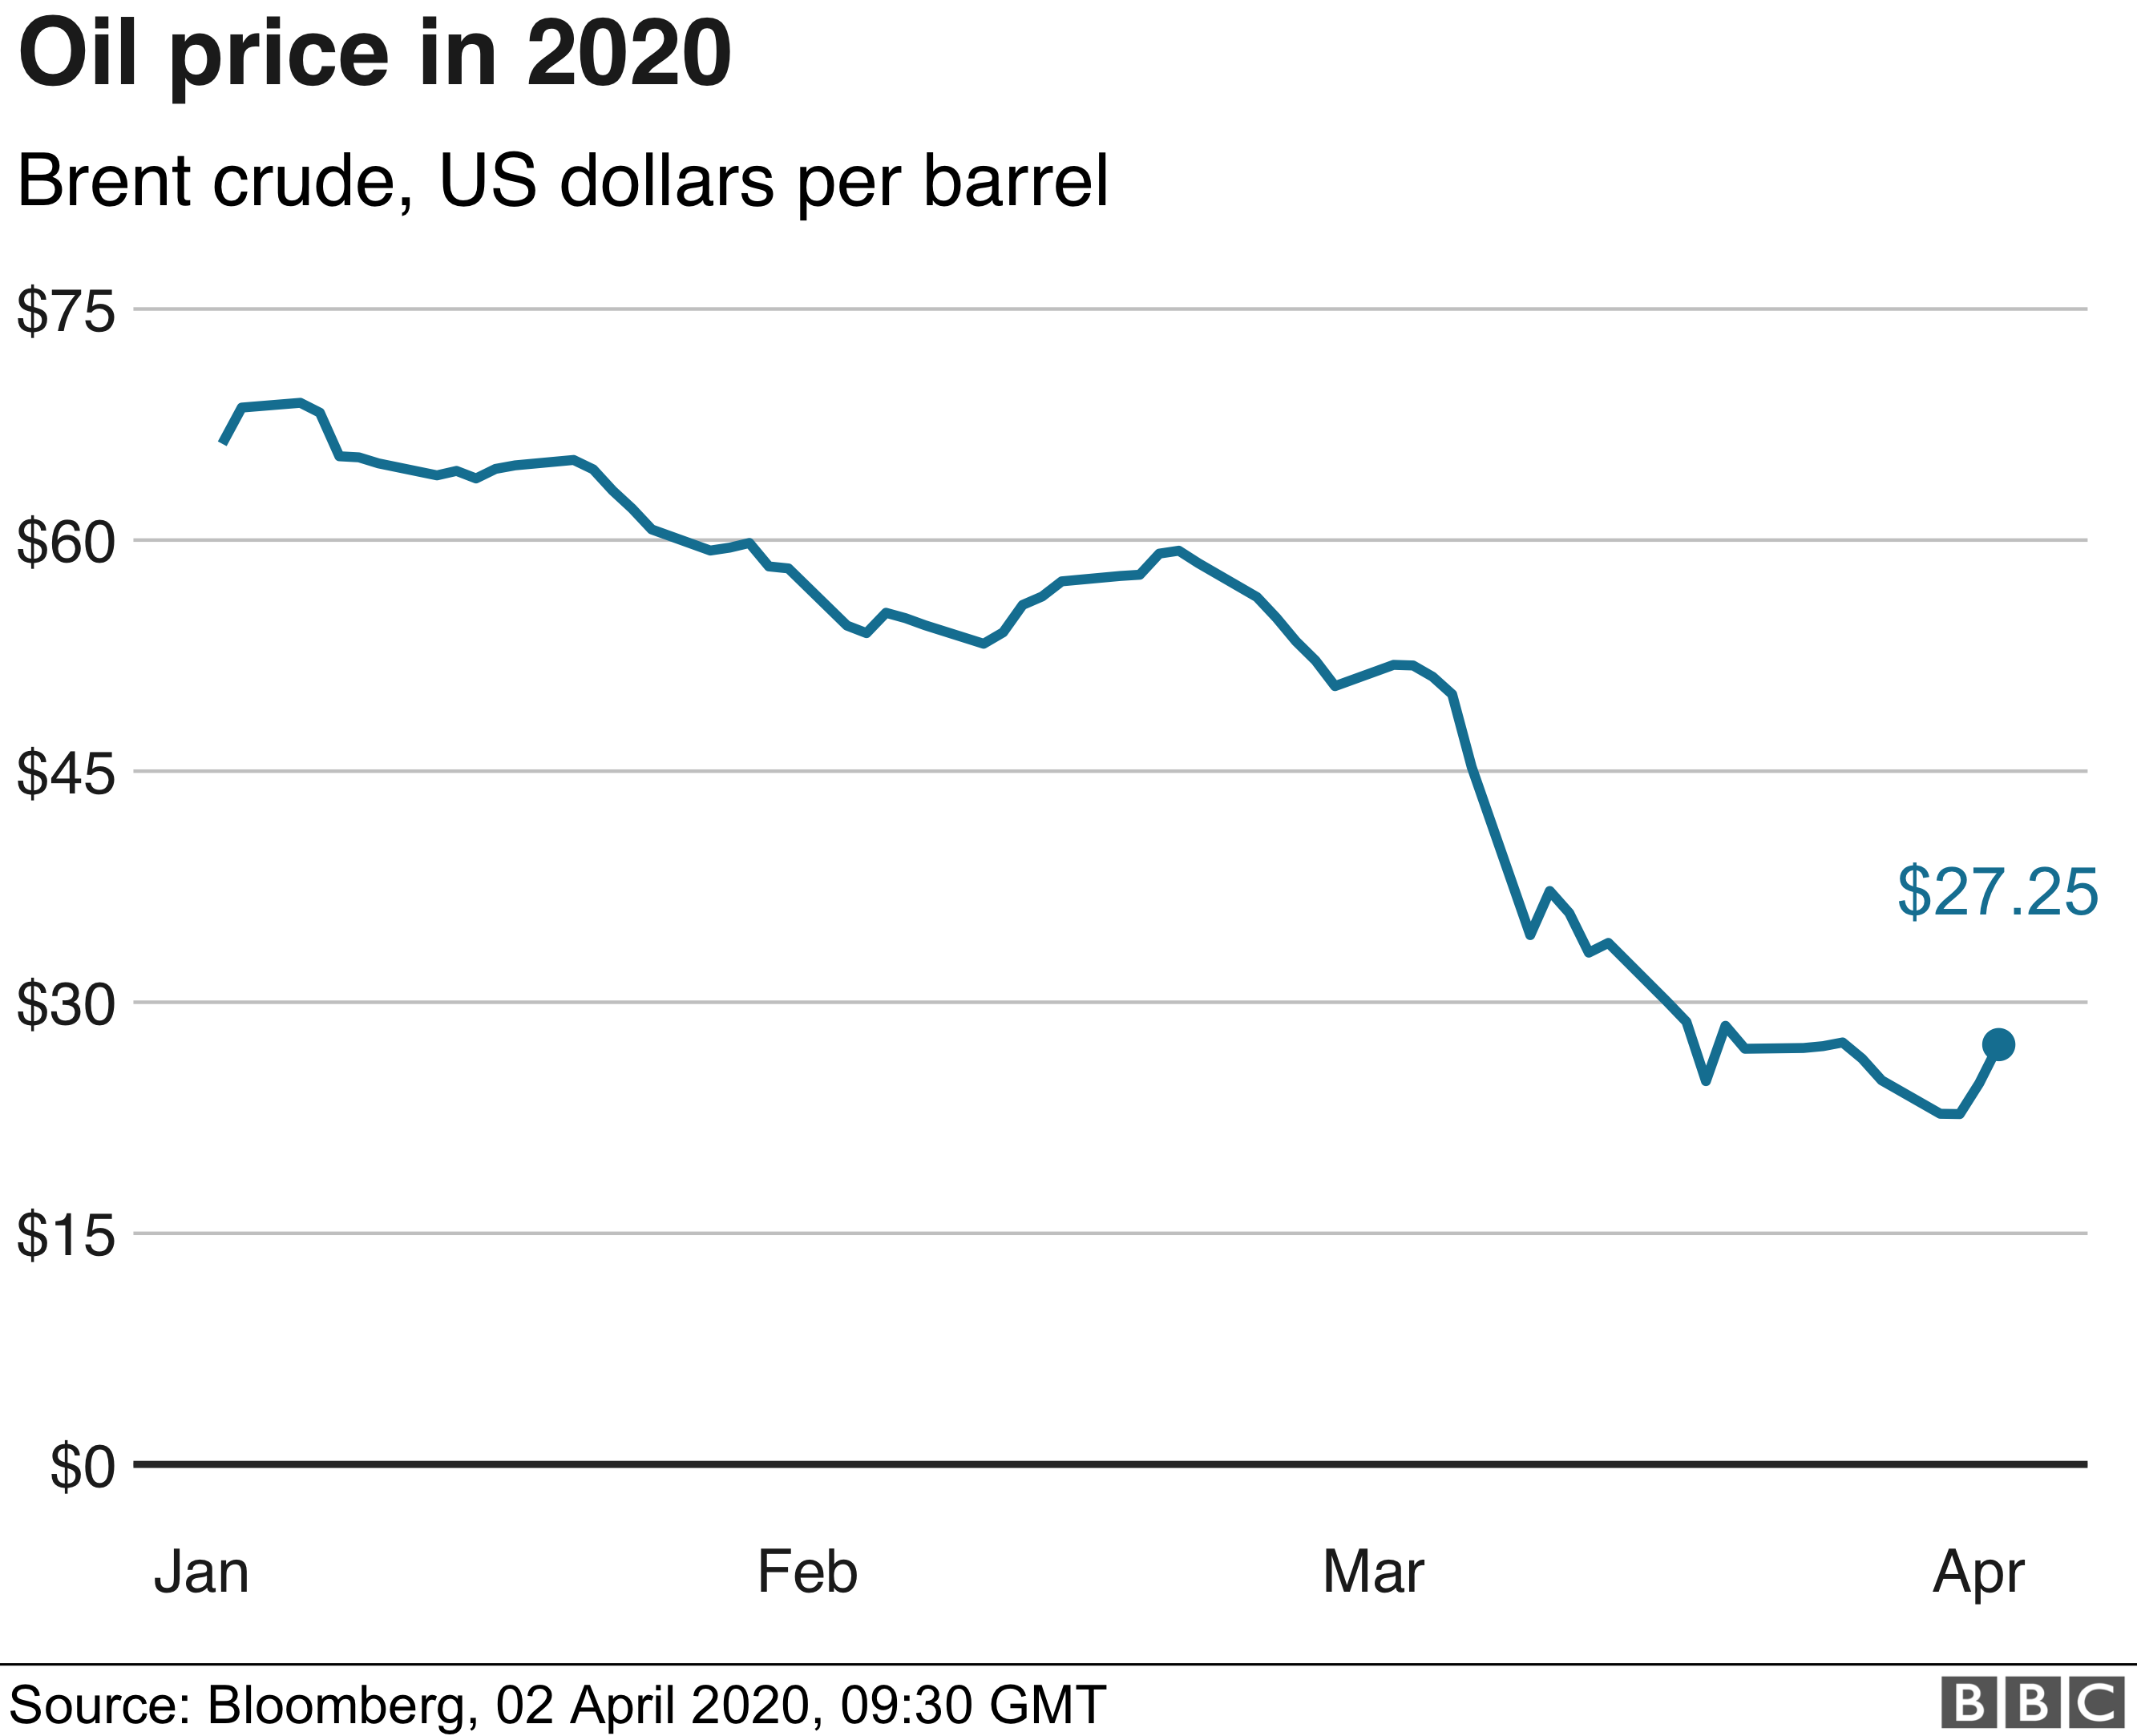 Oil price in 2020
Brent crude, US dollars per barrel
$75
$60
$45
$27.25
$30
$15
$0
Jan Feb Mar Apr
Source: Bloomberg, 02 April 2020, 09:30 GMT
BBC